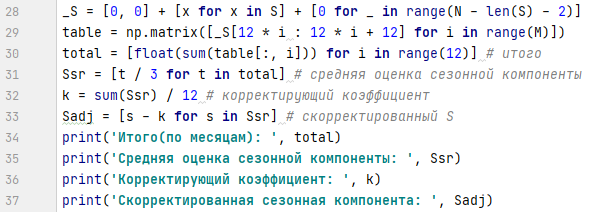 28 _S = [0, 0] + [x for x in S] + [0 for _ in range(N - len(S) - 2)]
29 table = np.matrix([_S[12 * i : 12 * i + 12] for i in range(M)])
30 total = [float(sum(table[:, i])) for i in range(12)] # итого
31 Ssr = [t / 3 for t in total] # средняя оценка сезонной компоненты
32 k = sum(Ssr) / 12 # корректирующий коэффициент
33 Sadj = [s - k for s in Ssr] # скорректированный S
34 print('Итого(по месяцам): ', total)
35 print('Средняя оценка сезонной компоненты: ', Ssr)
36 print('Корректирующий коэффициент: ', k)
37 print('Скорректированная сезонная компонента: ', Sadj)